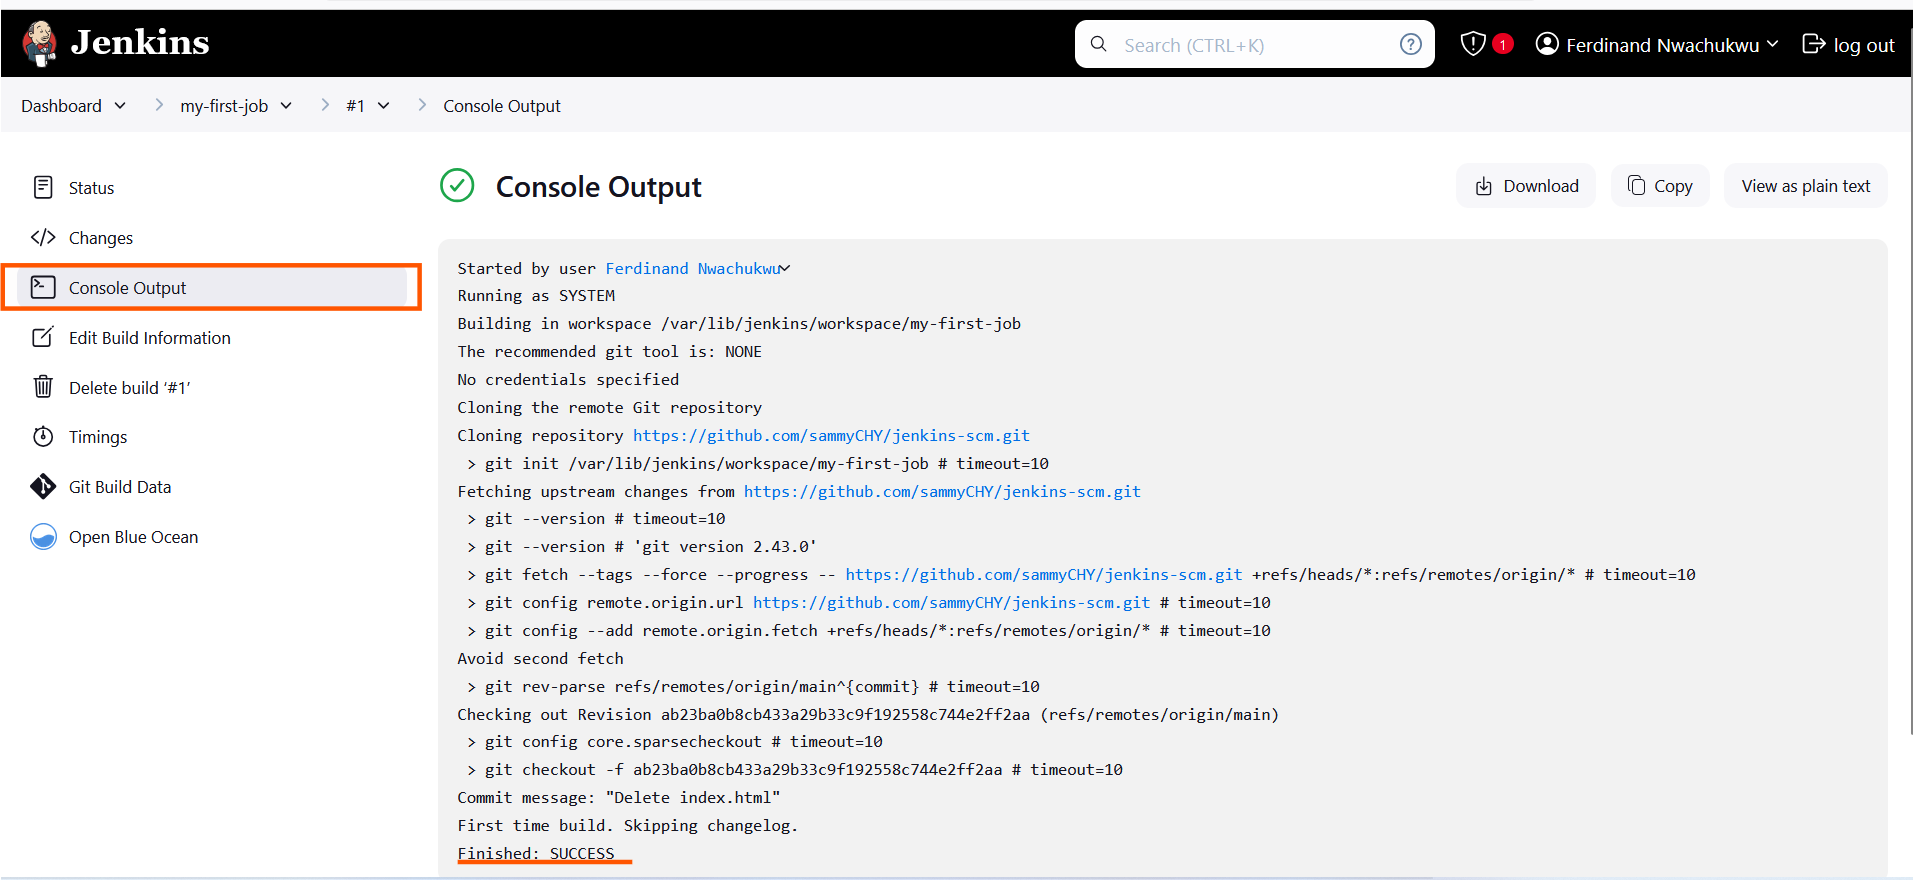 Jenkins
Search (CTRL+K)
1
Ferdinand Nwachukwu
log out
Dashboard
my-first-job
#1
Console Output
Status
Changes
Console Output
Edit Build Information
Delete build ‘#1’
Timings
Git Build Data
Open Blue Ocean
Console Output
Download
Copy
View as plain text
Started by user Ferdinand Nwachukwu
Running as SYSTEM
Building in workspace /var/lib/jenkins/workspace/my-first-job
The recommended git tool is: NONE
No credentials specified
Cloning the remote Git repository
Cloning repository https://github.com/sammyCHY/jenkins-scm.git
> git init /var/lib/jenkins/workspace/my-first-job # timeout=10
Fetching upstream changes from https://github.com/sammyCHY/jenkins-scm.git
> git --version # timeout=10
> git --version # 'git version 2.43.0'
> git fetch --tags --force --progress -- https://github.com/sammyCHY/jenkins-scm.git +refs/heads/*:refs/remotes/origin/* # timeout=10
> git config remote.origin.url https://github.com/sammyCHY/jenkins-scm.git # timeout=10
> git config --add remote.origin.fetch +refs/heads/*:refs/remotes/origin/* # timeout=10
Avoid second fetch
> git rev-parse refs/remotes/origin/main^{commit} # timeout=10
Checking out Revision ab23ba0b8cb433a29b33c9f192558c744e2ff2aa (refs/remotes/origin/main)
> git config core.sparsecheckout # timeout=10
> git checkout -f ab23ba0b8cb433a29b33c9f192558c744e2ff2aa # timeout=10
Commit message: "Delete index.html"
First time build. Skipping changelog.
Finished: SUCCESS